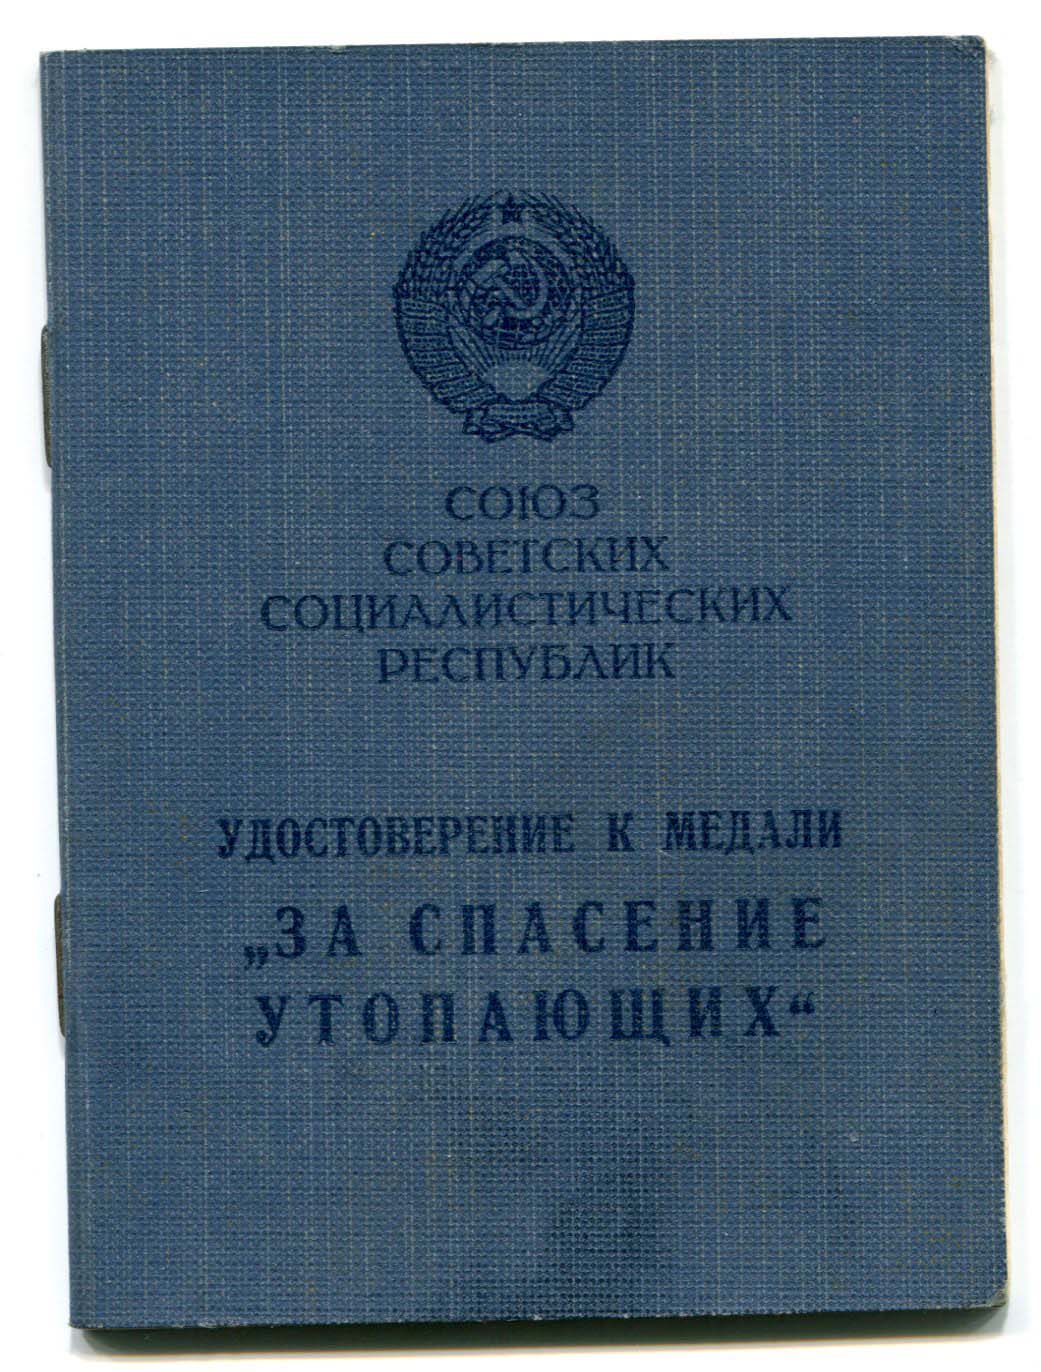 СОЮЗ
СОВЕТСКИХ
СОЦИАЛИСТИЧЕСКИХ
РЕСПУБЛИК
УДОСТОВЕРЕНИЕ К МЕДАЛИ
„ЗА СПАСЕНИЕ
УТОПАЮЩИХ“